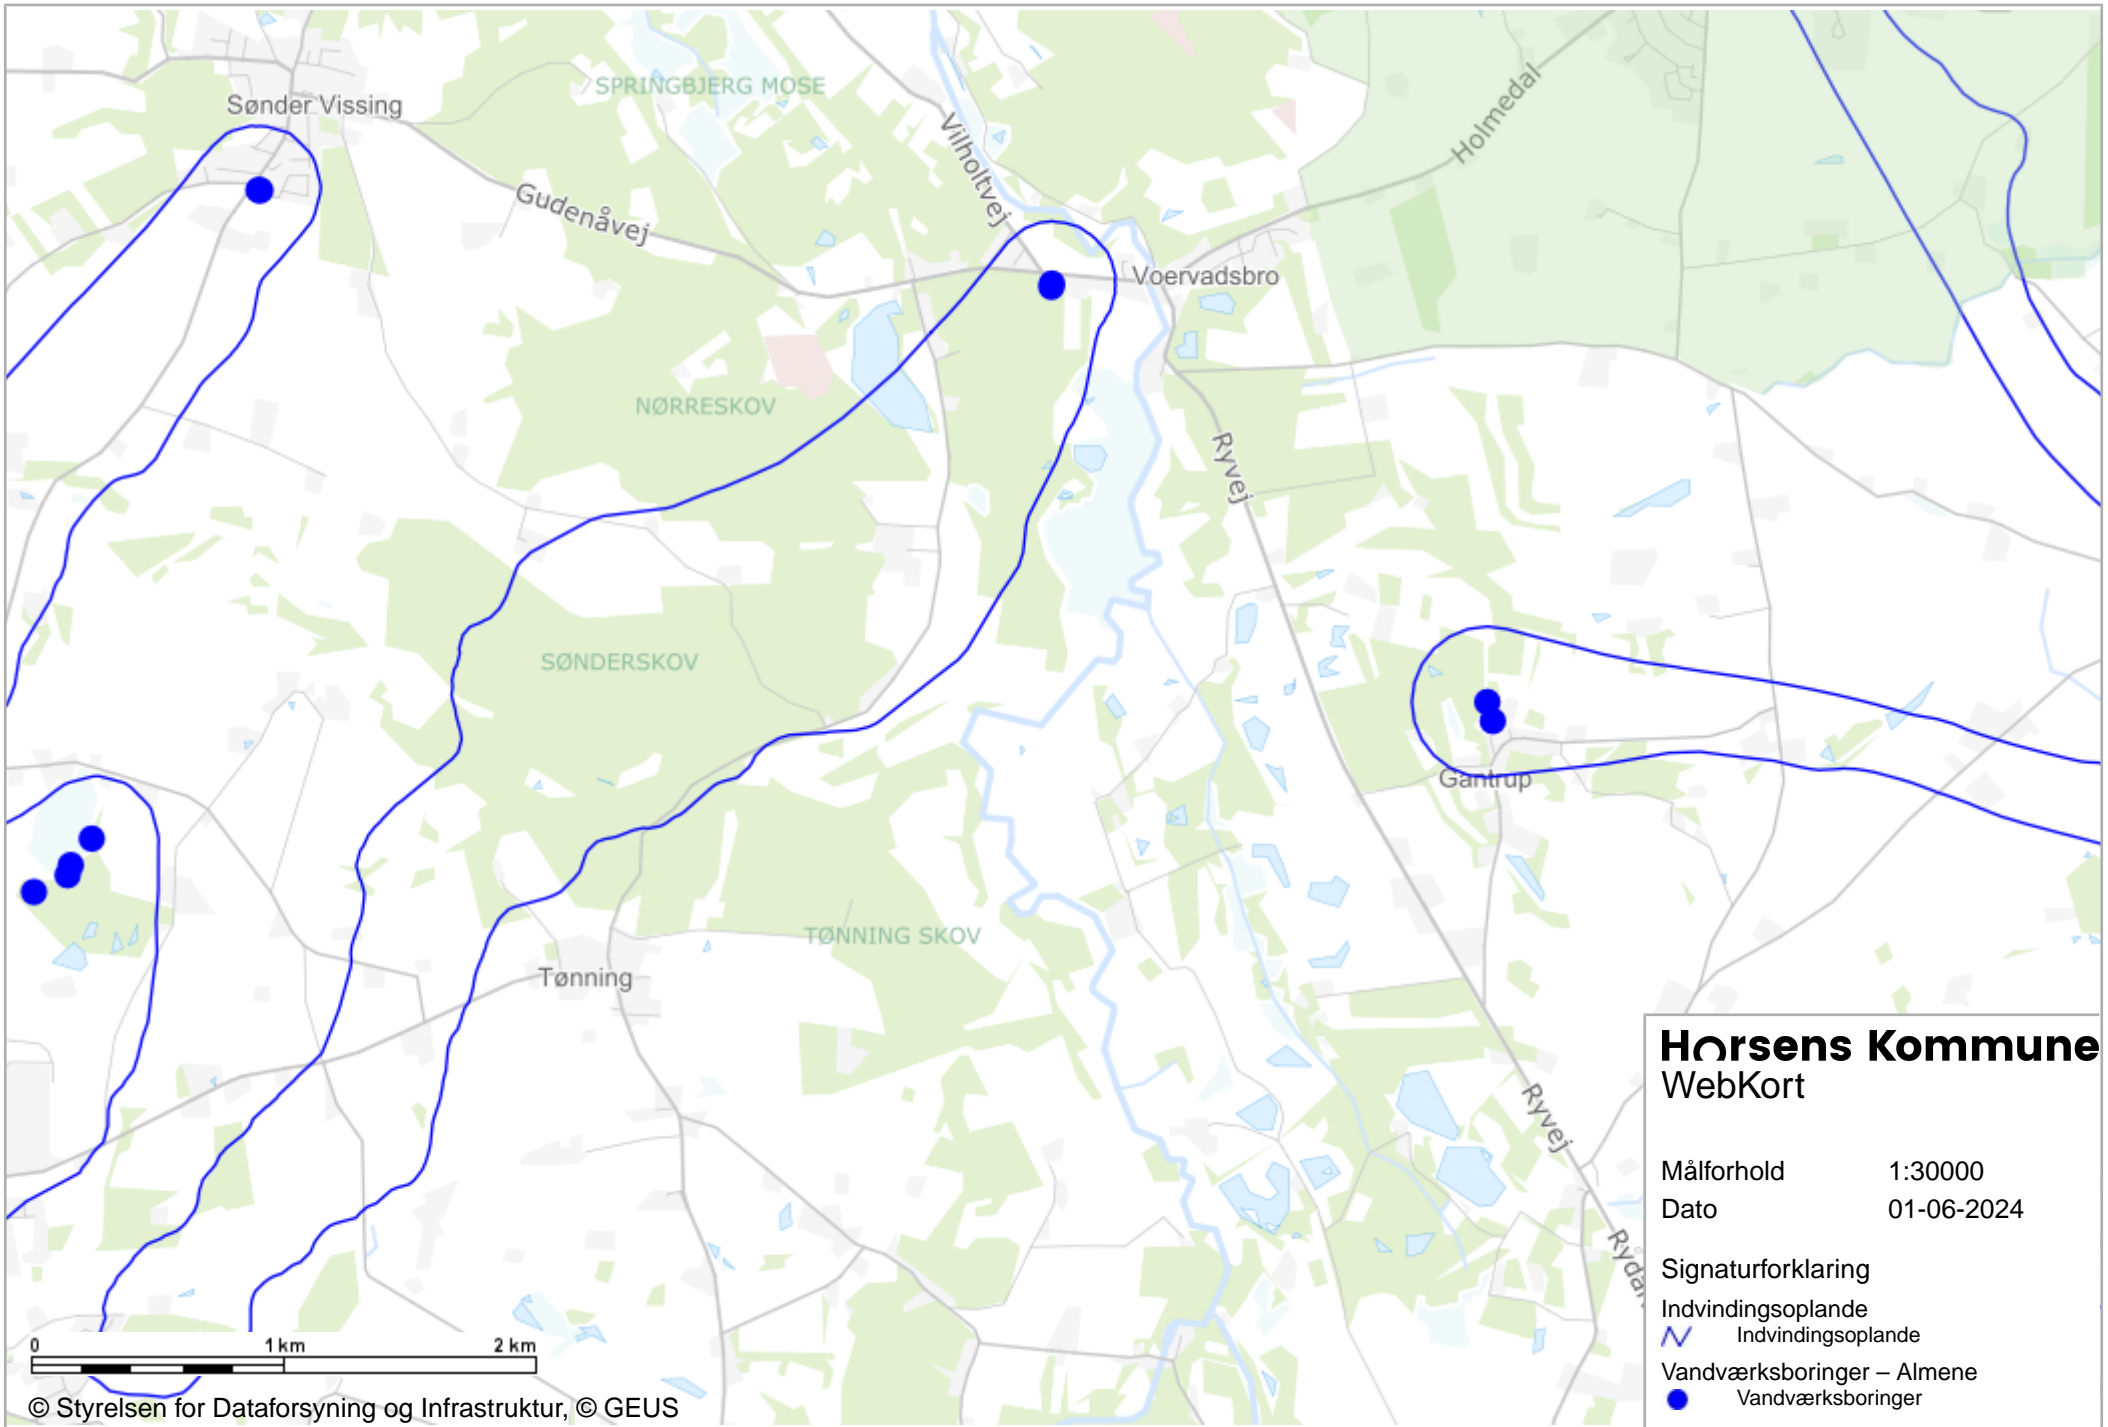 SPRINGBJERG MOSE
Sønder Vissing
Holmedal
Vilholtvej
Gudenåvej
Voervadsbro
NØRRESKOV
Ryvej
SØNDERSKOV
Gantrup
TØNNING SKOV
Tønning
Ryvej
Horsens Kommune
WebKort
Målforhold 1:30000
Dato 01-06-2024
Signaturforklaring
Indvindingsoplande
Indvindingsoplande
Vandværksboringer – Almene
Vandværksboringer
0 1 km 2 km
© Styrelsen for Dataforsyning og Infrastruktur, © GEUS